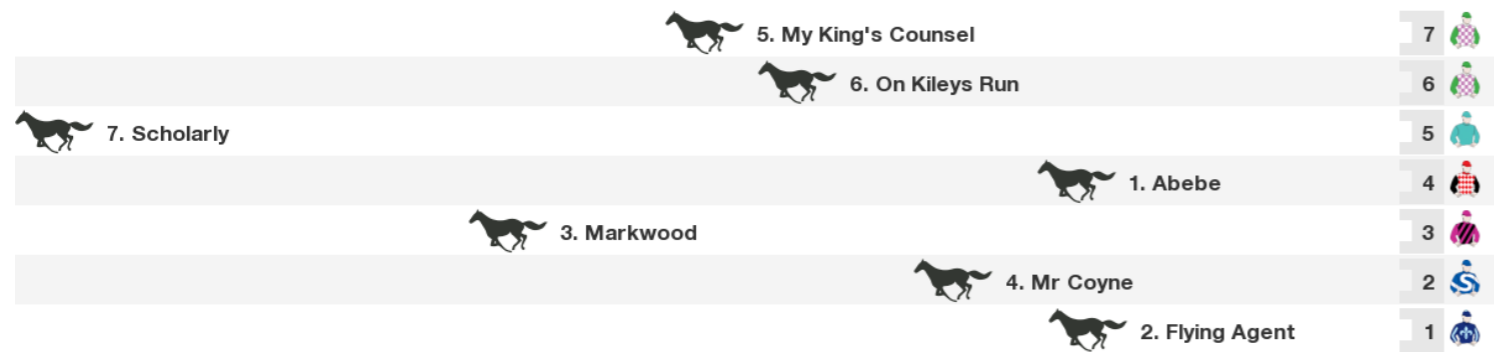 5. My King's Counsel 7
6. On Kileys Run 6
7. Scholarly 5
1. Abebe 4
3. Markwood 3
4. Mr Coyne 2
2. Flying Agent 1